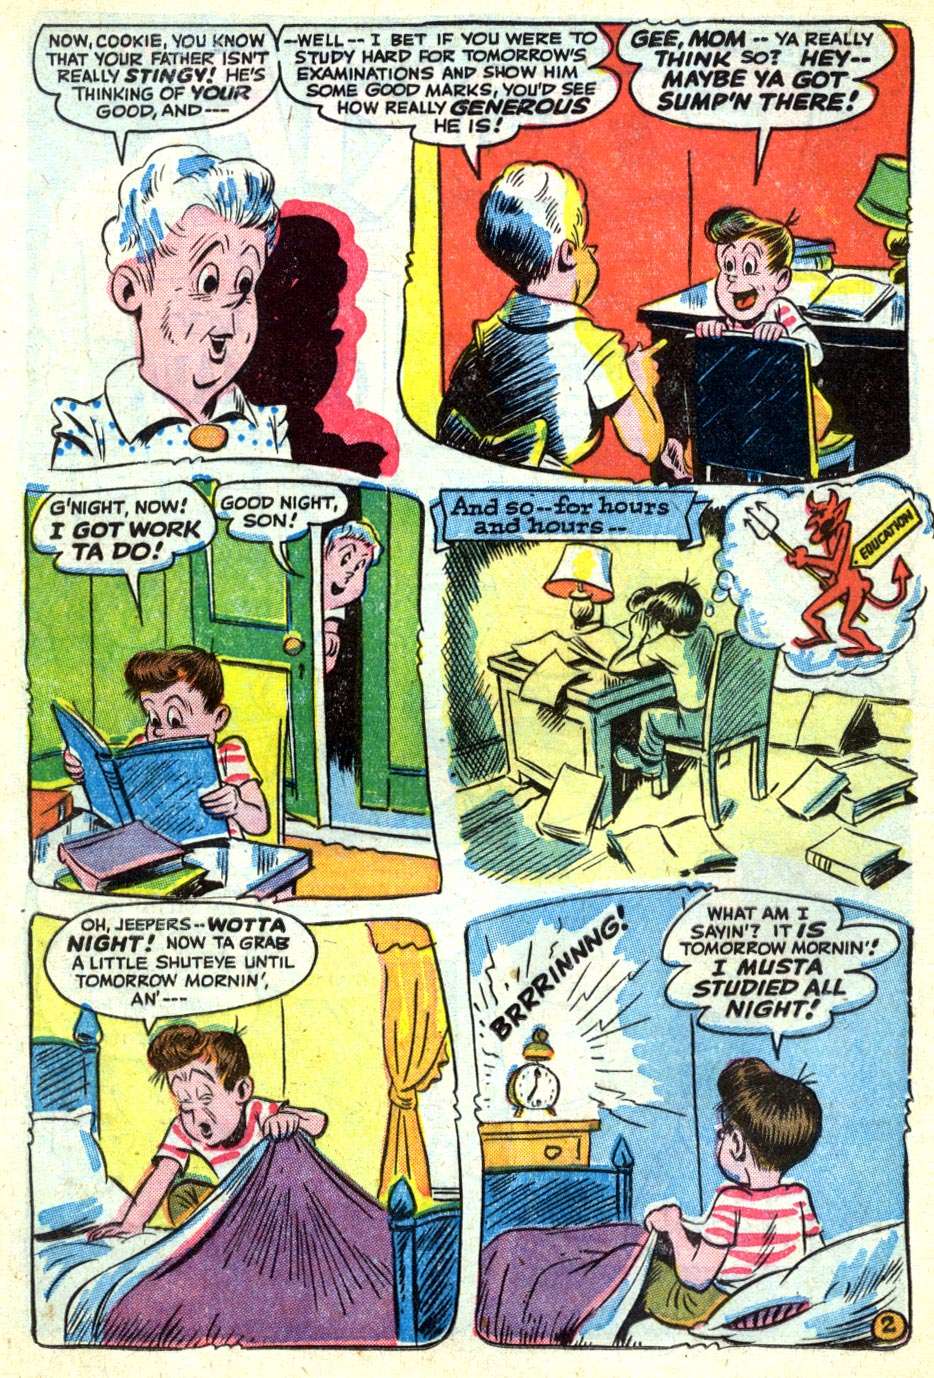 NOW, COOKIE, YOU KNOW
THAT YOUR FATHER ISN'T
REALLY STINGY! HE'S
THINKING OF YOUR
GOOD, AND---
--WELL-- I BET IF YOU WERE TO
STUDY HARD FOR TOMORROW'S
EXAMINATIONS AND SHOW HIM
SOME GOOD MARKS, YOU'D SEE
HOW REALLY GENEROUS
HE IS!
GEE, MOM -- YA REALLY
THINK SO? HEY--
MAYBE YA GOT
SUMP'N THERE!
G'NIGHT, NOW!
I GOT WORK
TA DO!
GOOD NIGHT,
SON!
And so--for hours
and hours--
EDUCATION
OH, JEEPERS-- WOTTA
NIGHT! NOW TA GRAB
A LITTLE SHUTEYE UNTIL
TOMORROW MORNIN',
AN'---
BRRRINNNG!
WHAT AM I
SAYIN'? IT IS
TOMORROW MORNIN'!
I MUSTA
STUDIED ALL
NIGHT!
2